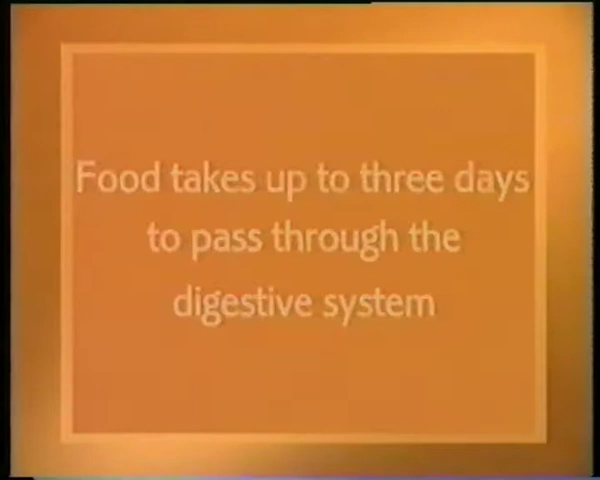 Food takes up to three days
to pass through the
digestive system